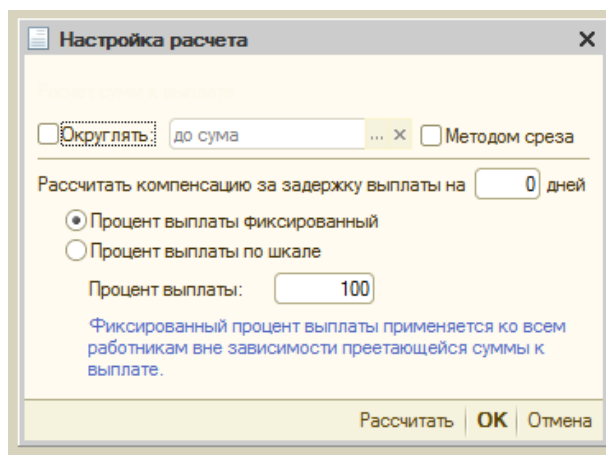 Настройка расчета
Округлять: до сума ... × Методом среза
Рассчитать компенсацию за задержку выплаты на 0 дней
Процент выплаты фиксированный
Процент выплаты по шкале
Процент выплаты: 100
Фиксированный процент выплаты применяется ко всем
работникам вне зависимости преетающейся суммы к
выплате.
Рассчитать OK Отмена